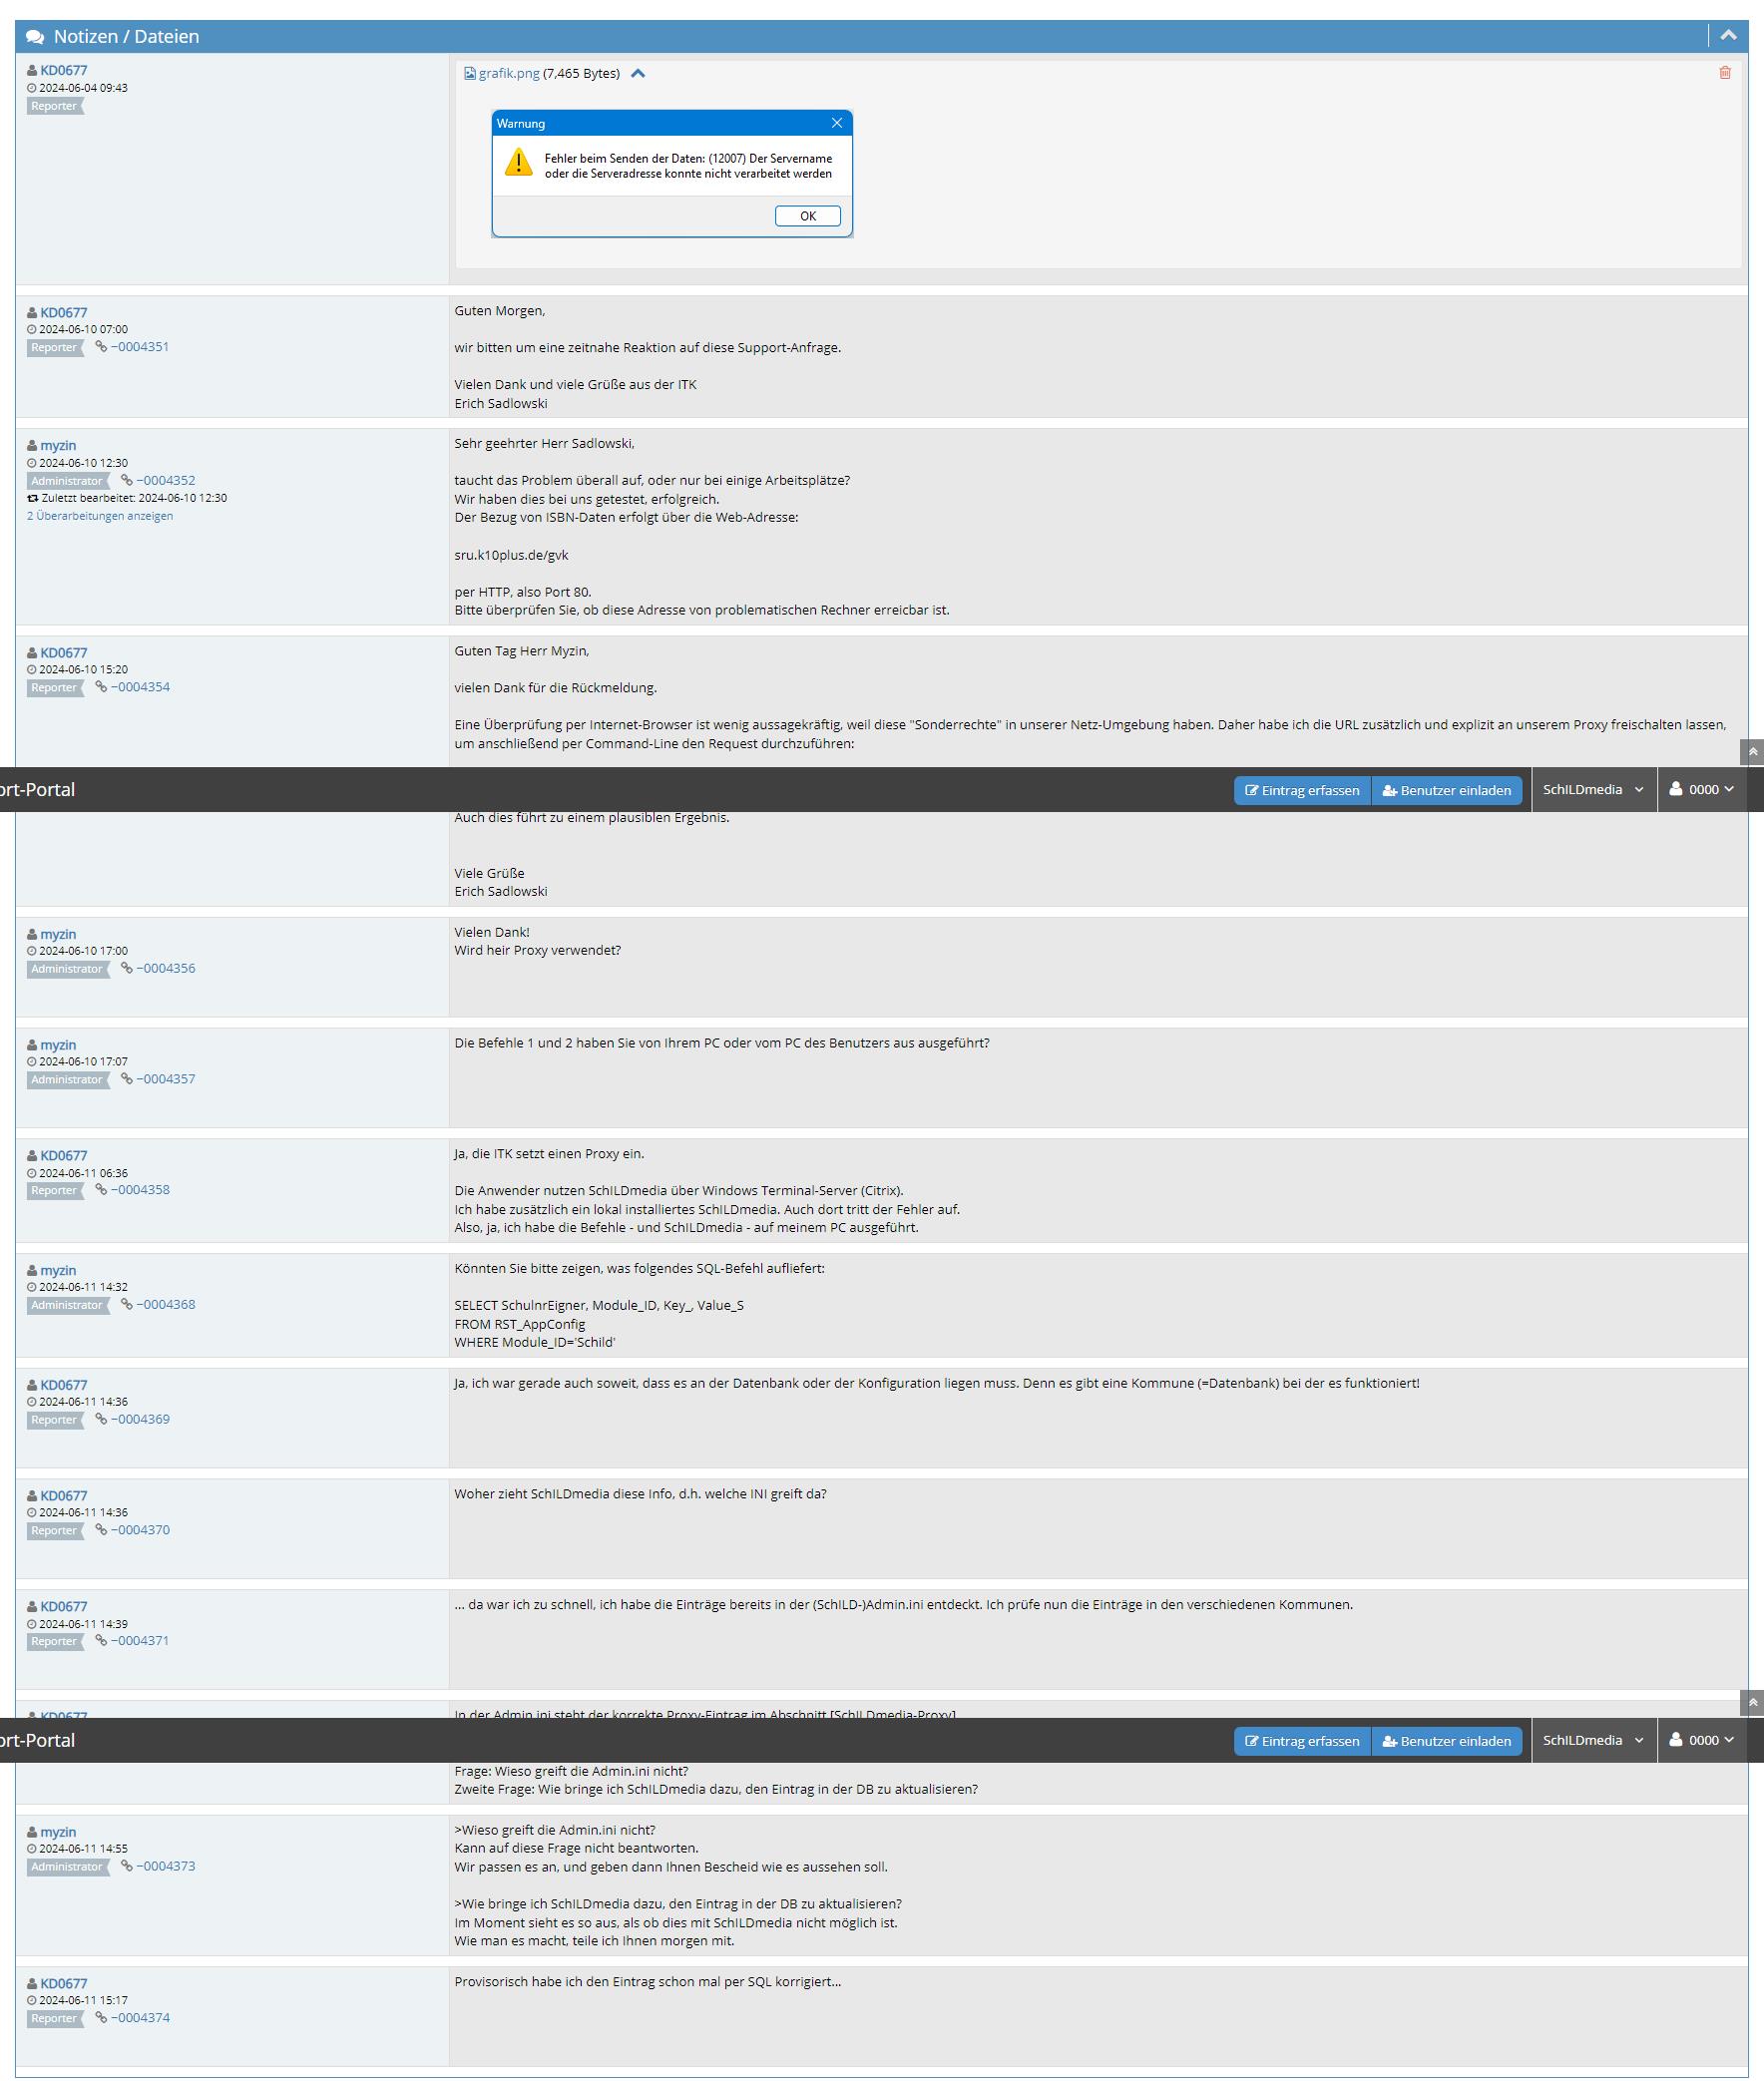 Notizen / Dateien
KD0677
2024-06-04 09:43
Reporter
grafik.png (7,465 Bytes)
Warnung
Fehler beim Senden der Daten: (12007) Der Servername
oder die Serveradresse konnte nicht verarbeitet werden
OK
KD0677
2024-06-10 07:00
Reporter ~0004351
Guten Morgen,
wir bitten um eine zeitnahe Reaktion auf diese Support-Anfrage.
Vielen Dank und viele Grüße aus der ITK
Erich Sadlowski
myzin
2024-06-10 12:30
Administrator ~0004352
Zuletzt bearbeitet: 2024-06-10 12:30
2 Überarbeitungen anzeigen
Sehr geehrter Herr Sadlowski,
taucht das Problem überall auf, oder nur bei einige Arbeitsplätze?
Wir haben dies bei uns getestet, erfolgreich.
Der Bezug von ISBN-Daten erfolgt über die Web-Adresse:
sru.k10plus.de/gvk
per HTTP, also Port 80.
Bitte überprüfen Sie, ob diese Adresse von problematischen Rechner erreicbar ist.
KD0677
2024-06-10 15:20
Reporter ~0004354
Guten Tag Herr Myzin,
vielen Dank für die Rückmeldung.
Eine Überprüfung per Internet-Browser ist wenig aussagekräftig, weil diese "Sonderrechte" in unserer Netz-Umgebung haben. Daher habe ich die URL zusätzlich und explizit an unserem Proxy freischalten lassen,
um anschließend per Command-Line den Request durchzuführen:
ort-Portal
Eintrag erfassen
Benutzer einladen
SchILDmedia
0000
Auch dies führt zu einem plausiblen Ergebnis.
Viele Grüße
Erich Sadlowski
myzin
2024-06-10 17:00
Administrator ~0004356
Vielen Dank!
Wird heir Proxy verwendet?
myzin
2024-06-10 17:07
Administrator ~0004357
Die Befehle 1 und 2 haben Sie von Ihrem PC oder vom PC des Benutzers aus ausgeführt?
KD0677
2024-06-11 06:36
Reporter ~0004358
Ja, die ITK setzt einen Proxy ein.
Die Anwender nutzen SchILDmedia über Windows Terminal-Server (Citrix).
Ich habe zusätzlich ein lokal installiertes SchILDmedia. Auch dort tritt der Fehler auf.
Also, ja, ich habe die Befehle - und SchILDmedia - auf meinem PC ausgeführt.
myzin
2024-06-11 14:32
Administrator ~0004368
Könnten Sie bitte zeigen, was folgendes SQL-Befehl aufliefert:
SELECT SchulnrEigner, Module_ID, Key_, Value_S
FROM RST_AppConfig
WHERE Module_ID='Schild'
KD0677
2024-06-11 14:36
Reporter ~0004369
Ja, ich war gerade auch soweit, dass es an der Datenbank oder der Konfiguration liegen muss. Denn es gibt eine Kommune (=Datenbank) bei der es funktioniert!
KD0677
2024-06-11 14:36
Reporter ~0004370
Woher zieht SchILDmedia diese Info, d.h. welche INI greift da?
KD0677
2024-06-11 14:39
Reporter ~0004371
... da war ich zu schnell, ich habe die Einträge bereits in der (SchILD-)Admin.ini entdeckt. Ich prüfe nun die Einträge in den verschiedenen Kommunen.
KD0677
In der Admin.ini steht der korrekte Proxy-Eintrag im Abschnitt [SchILDmedia-Proxy]
ort-Portal
Eintrag erfassen
Benutzer einladen
SchILDmedia
0000
Frage: Wieso greift die Admin.ini nicht?
Zweite Frage: Wie bringe ich SchILDmedia dazu, den Eintrag in der DB zu aktualisieren?
myzin
2024-06-11 14:55
Administrator ~0004373
>Wieso greift die Admin.ini nicht?
Kann auf diese Frage nicht beantworten.
Wir passen es an, und geben dann Ihnen Bescheid wie es aussehen soll.
>Wie bringe ich SchILDmedia dazu, den Eintrag in der DB zu aktualisieren?
Im Moment sieht es so aus, als ob dies mit SchILDmedia nicht möglich ist.
Wie man es macht, teile ich Ihnen morgen mit.
KD0677
2024-06-11 15:17
Reporter ~0004374
Provisorisch habe ich den Eintrag schon mal per SQL korrigiert...